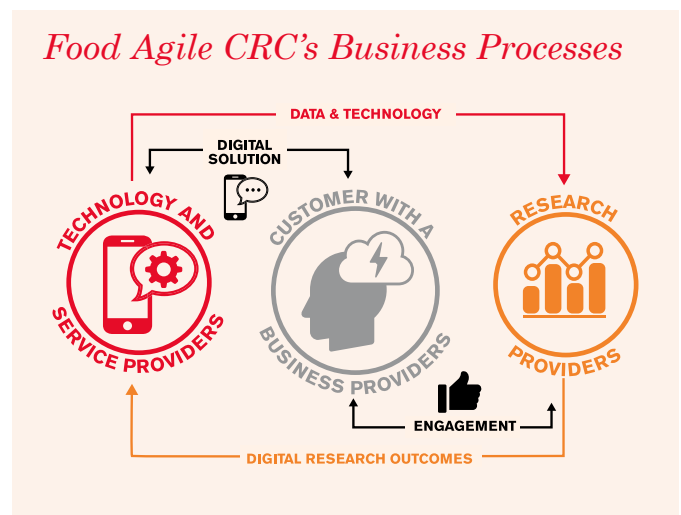 Food Agile CRC's Business Processes
DATA & TECHNOLOGY
DIGITAL
SOLUTION
TECHNOLOGY AND
SERVICE PROVIDERS
CUSTOMER WITH A
BUSINESS PROVIDERS
RESEARCH
PROVIDERS
ENGAGEMENT
DIGITAL RESEARCH OUTCOMES